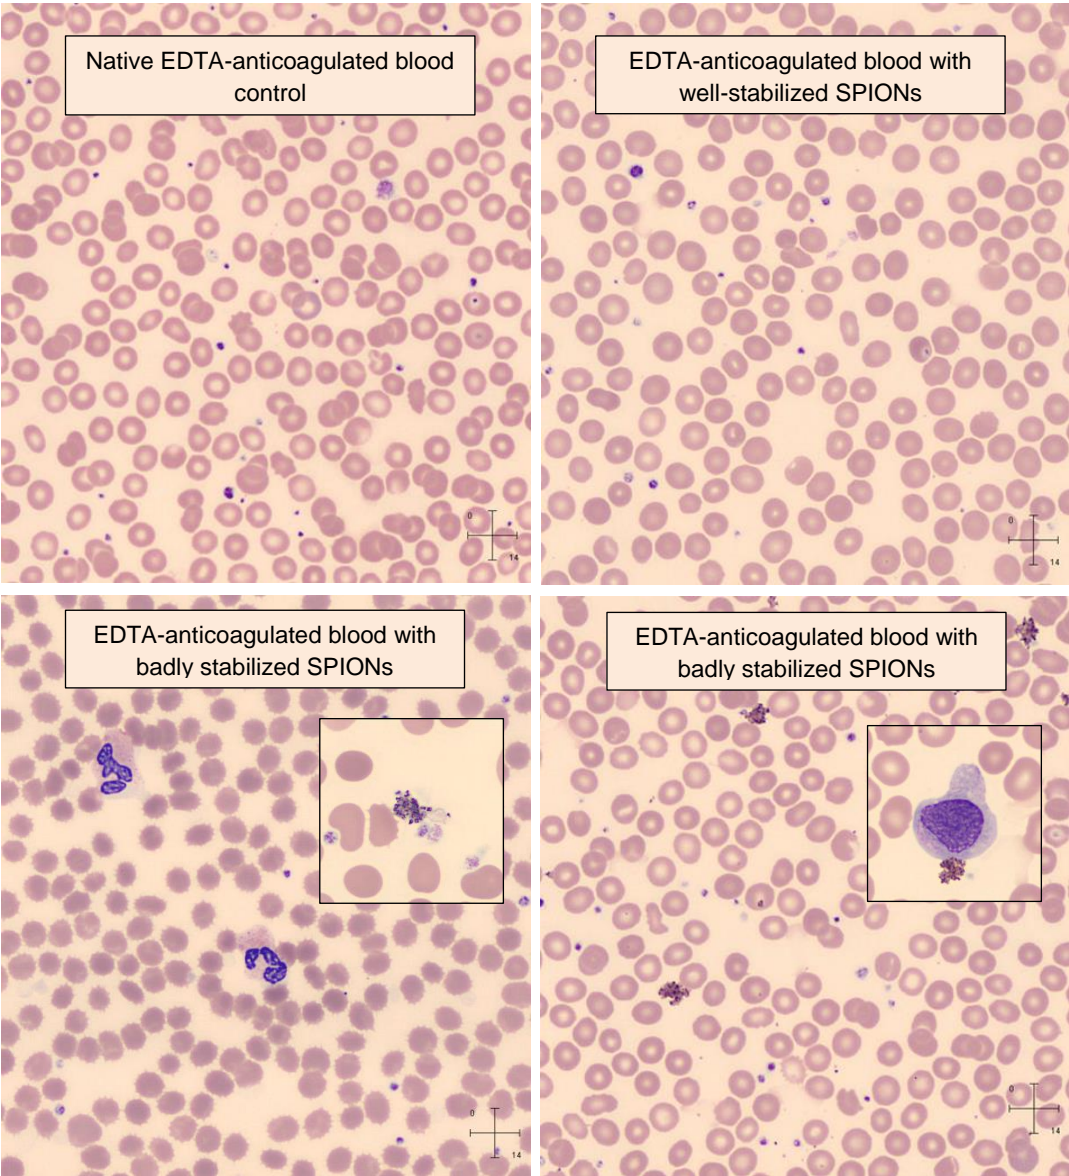 Native EDTA-anticoagulated blood
control
EDTA-anticoagulated blood with
well-stabilized SPIONs
0
14
0
14
EDTA-anticoagulated blood with
badly stabilized SPIONs
EDTA-anticoagulated blood with
badly stabilized SPIONs
0
14
0
14